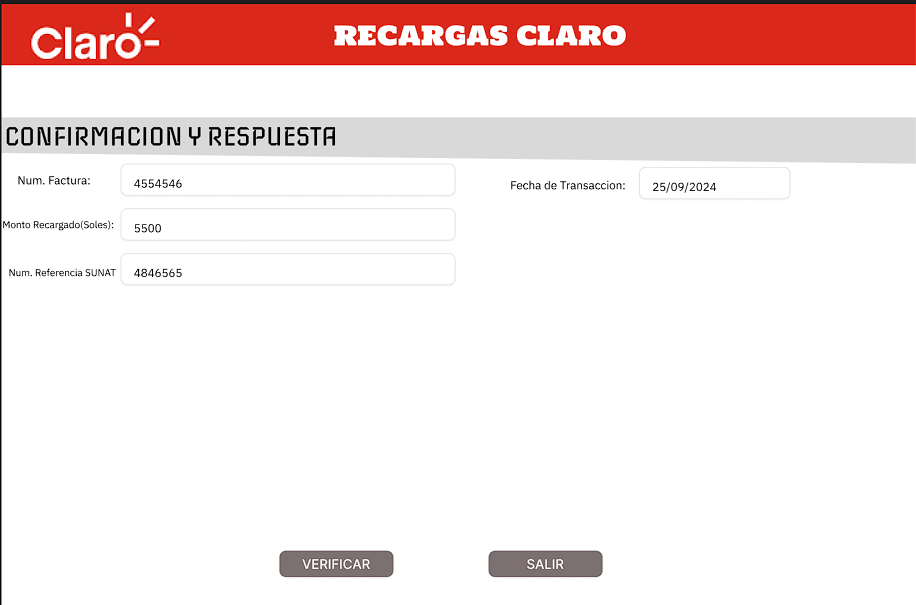 Claro
RECARGAS CLARO
CONFIRMACION Y RESPUESTA
Num. Factura: 4554546
Fecha de Transaccion: 25/09/2024
Monto Recargado(Soles): 5500
Num. Referencia SUNAT 4846565
VERIFICAR
SALIR